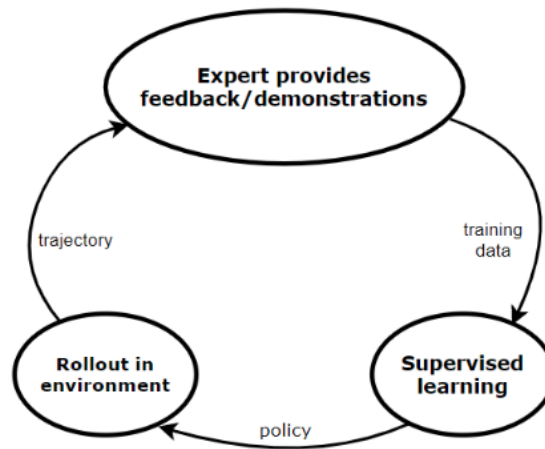 Expert provides
feedback/demonstrations
trajectory
training
data
Rollout in
environment
Supervised
learning
policy